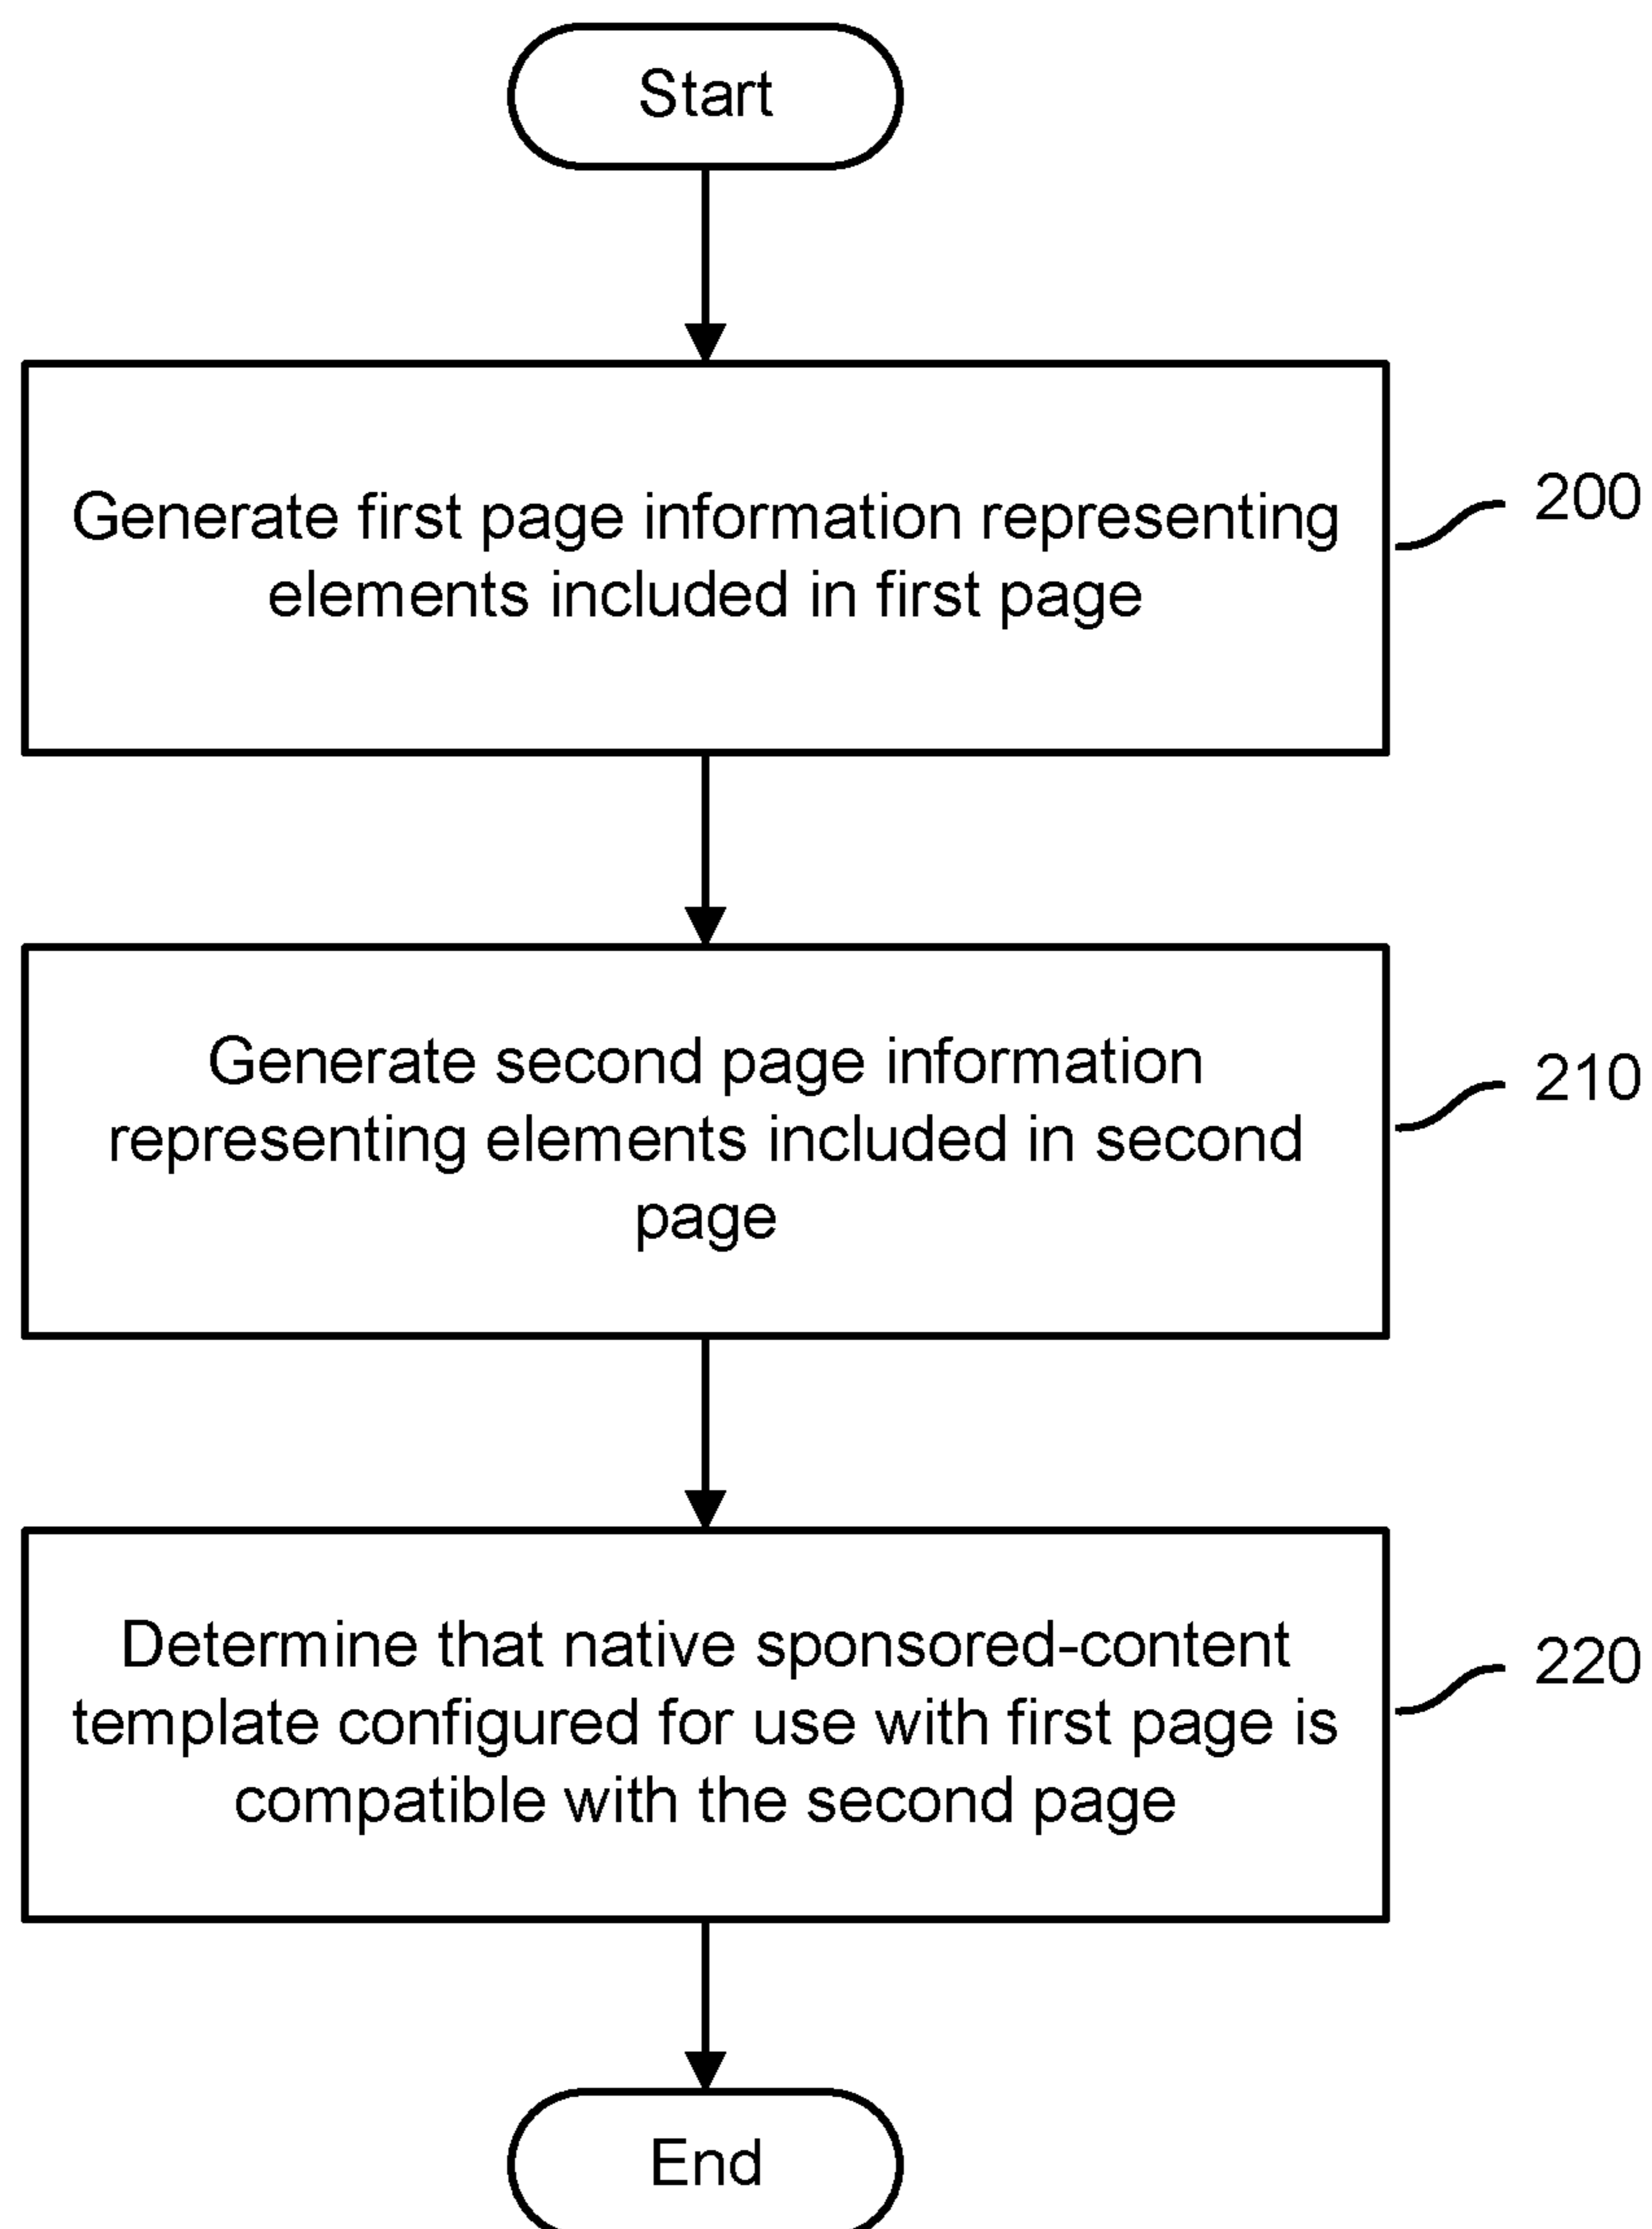 Start
Generate first page information representing
elements included in first page
200
Generate second page information
representing elements included in second
page
210
Determine that native sponsored-content
template configured for use with first page is
compatible with the second page
220
End